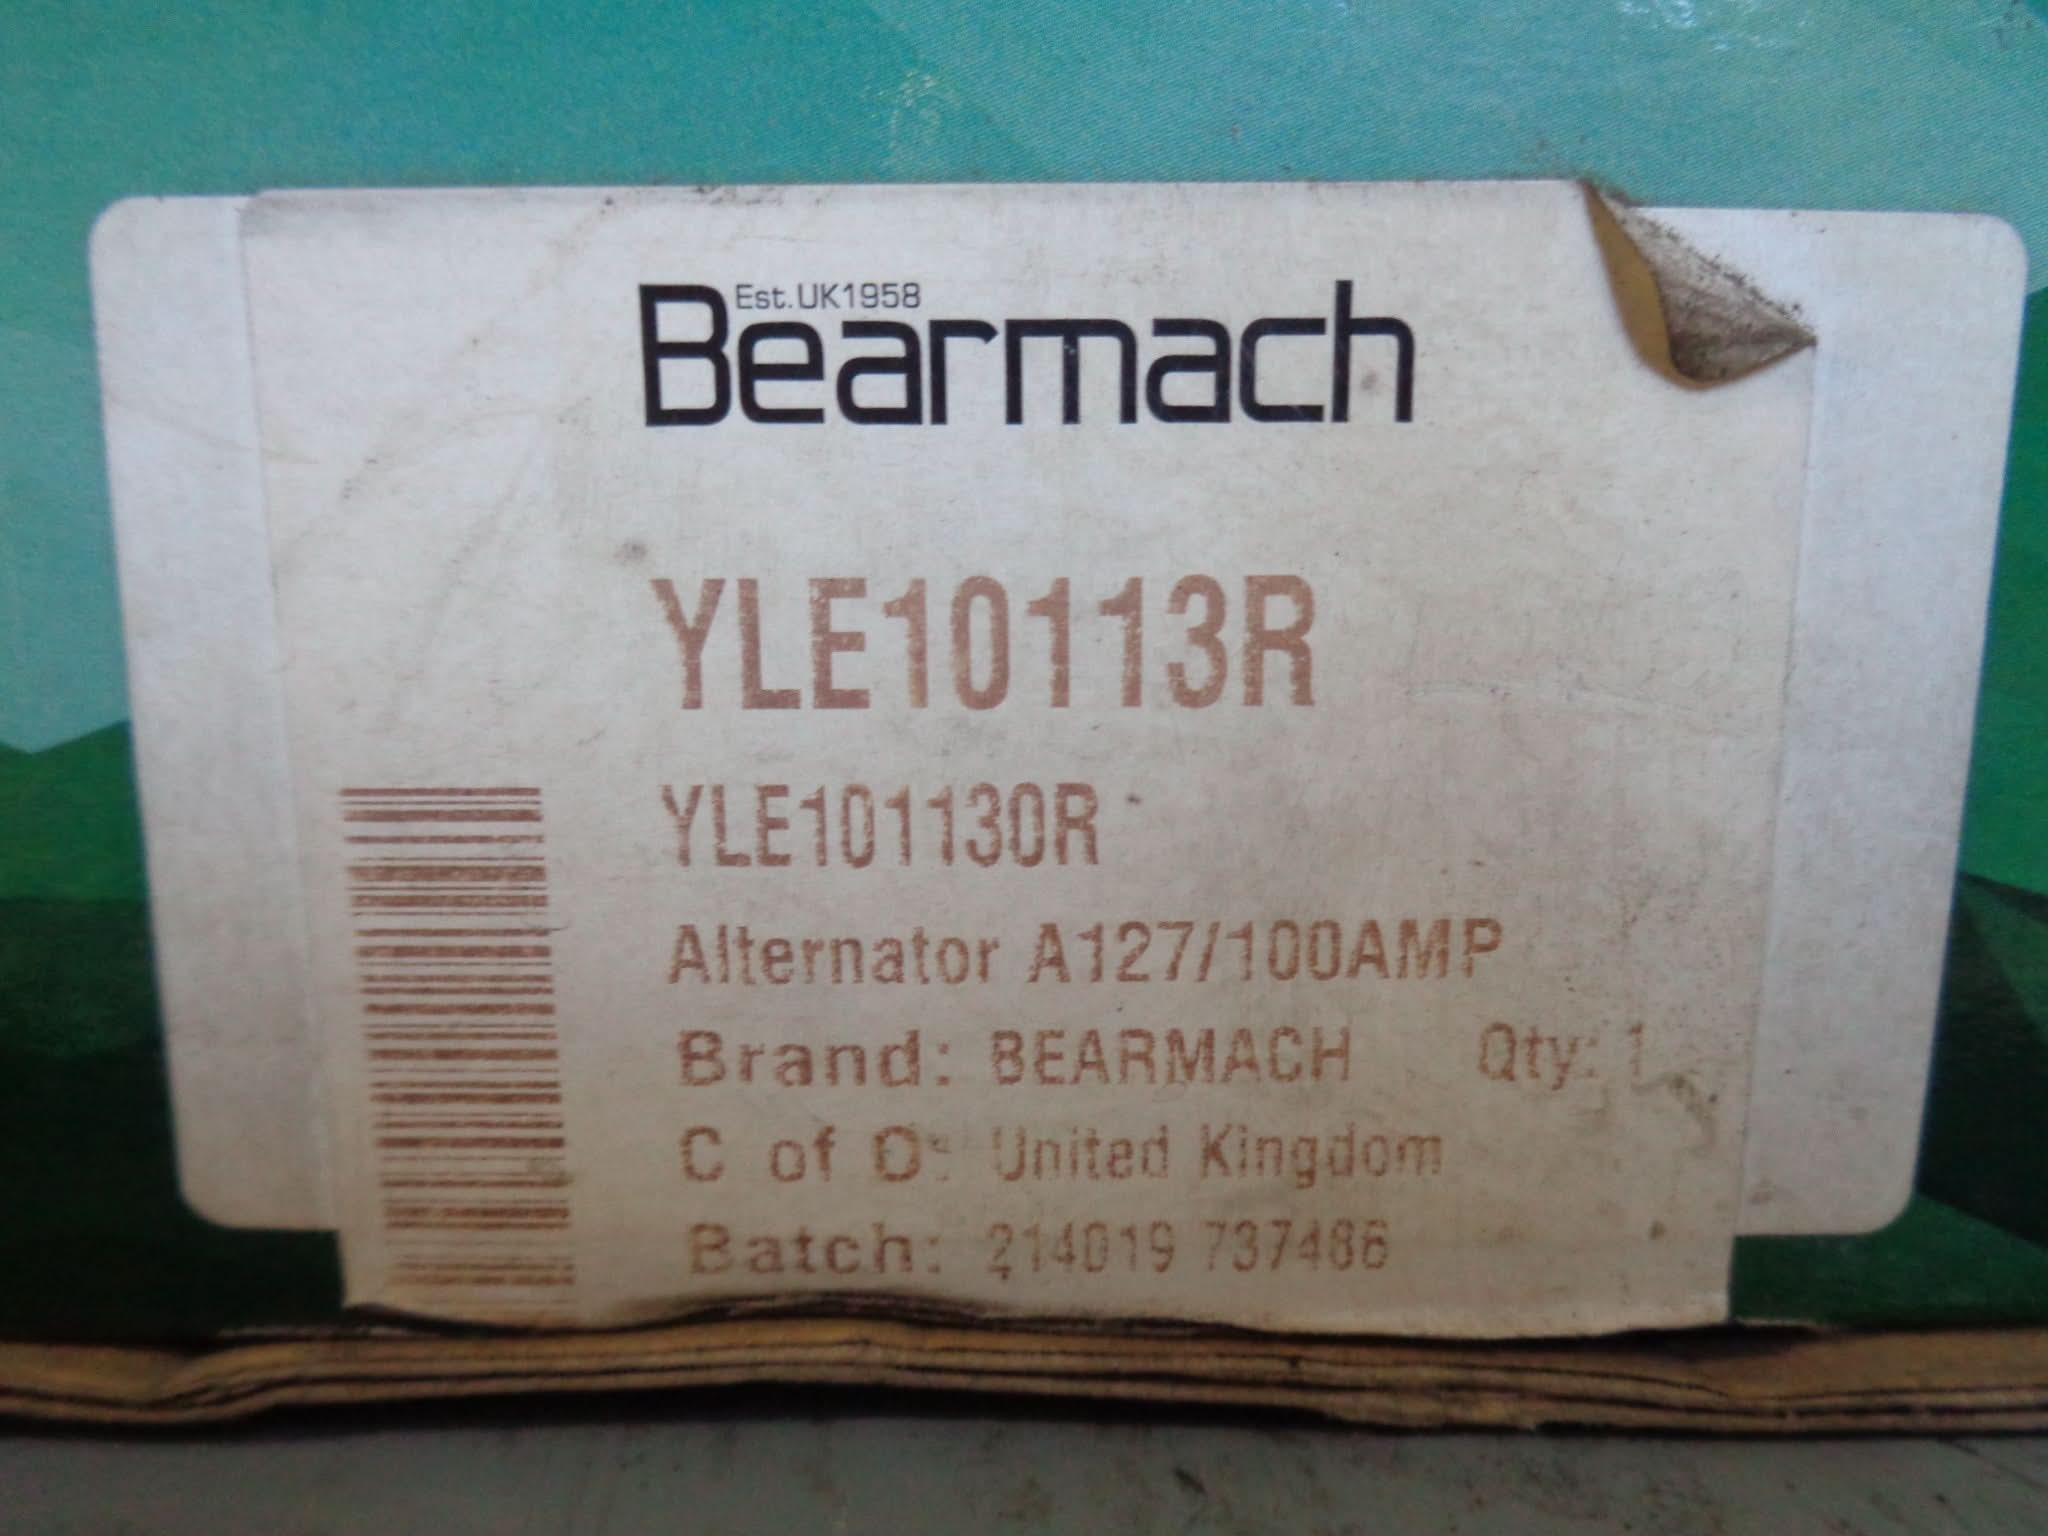 Est.UK1958
Bearmach
YLE10113R
YLE101130R
Alternator A127/100AMP
Brand: BEARMACH Qty: 1
C of O: United Kingdom
Batch: 214019 737486